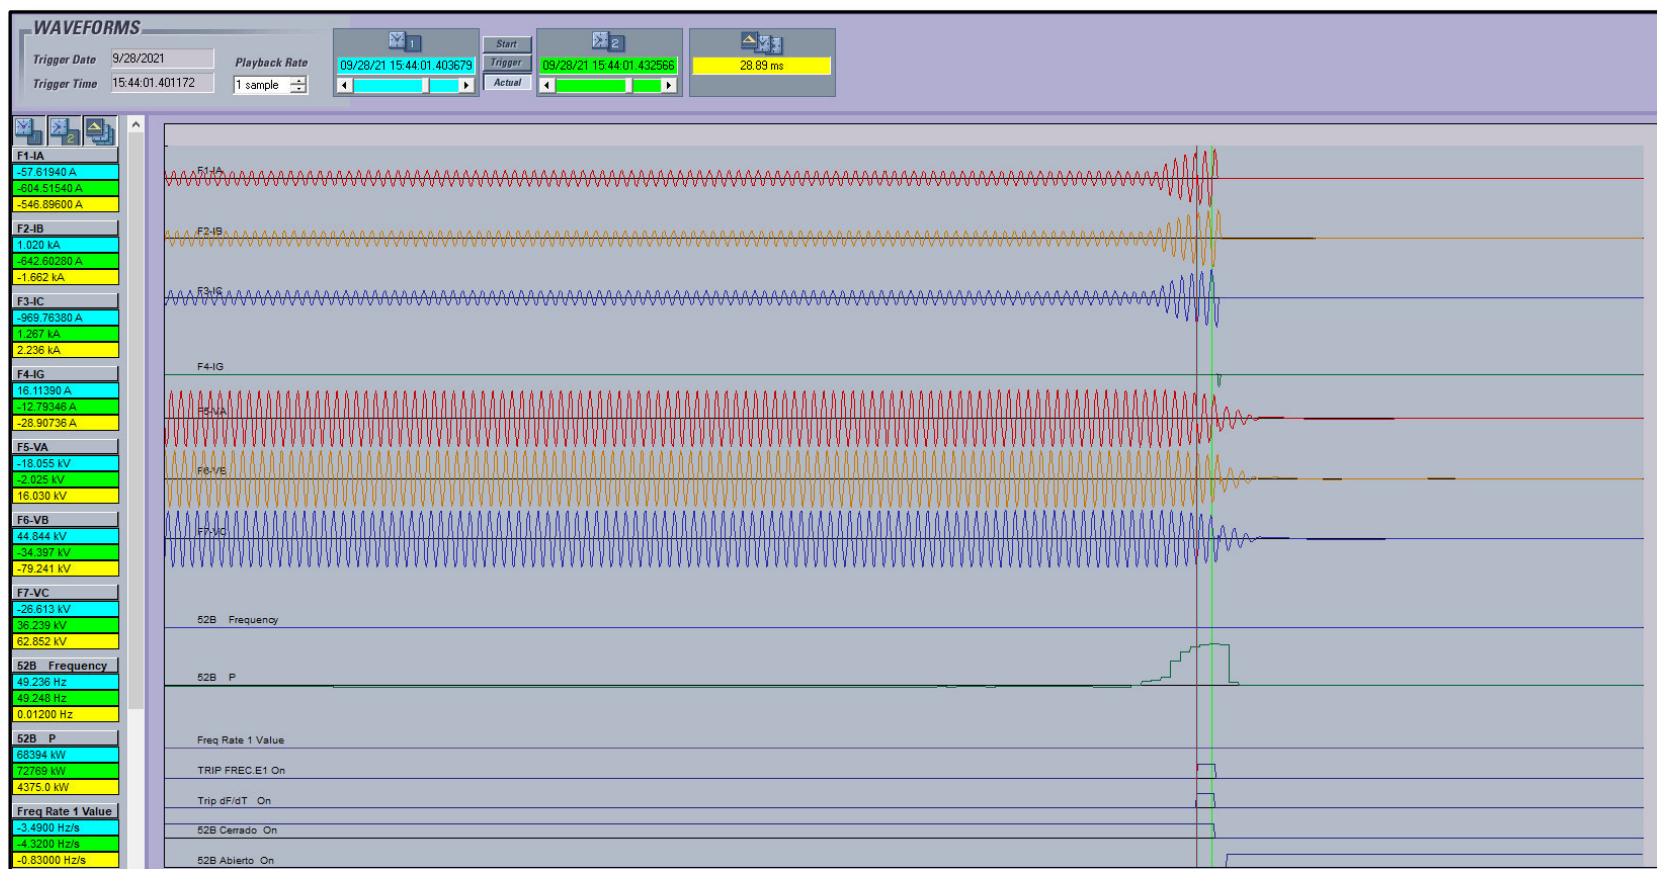 WAVEFORMS
Trigger Date 9/28/2021
Trigger Time 15:44:01.401172
Playback Rate
1 sample
1
09/28/21 15:44:01.403679
Start
Trigger
Actual
2
09/28/21 15:44:01.432566
28.89 ms
2
F1-IA
-57.61940 A
-604.51540 A
-546.89600 A
F2-IB
1.020 kA
-642.60280 A
-1.662 kA
F3-IC
-969.76380 A
1.267 kA
2.236 kA
F4-IG
16.11390 A
-12.79346 A
-28.90736 A
F5-VA
-18.055 kV
-2.025 kV
16.030 kV
F6-VB
44.844 kV
-34.397 kV
-79.241 kV
F7-VC
-26.613 kV
36.239 kV
62.852 kV
52B Frequency
49.236 Hz
49.248 Hz
0.01200 Hz
52B P
68394 kW
72769 kW
4375.0 kW
Freq Rate 1 Value
-3.4900 Hz/s
-4.3200 Hz/s
-0.83000 Hz/s
F1-IA
F2-IB
F3-IC
F4-IG
F5-VA
F6-VB
F7-VC
52B Frequency
52B P
Freq Rate 1 Value
TRIP FREC.E1 On
Trip dF/dT On
52B Cerrado On
52B Abierto On